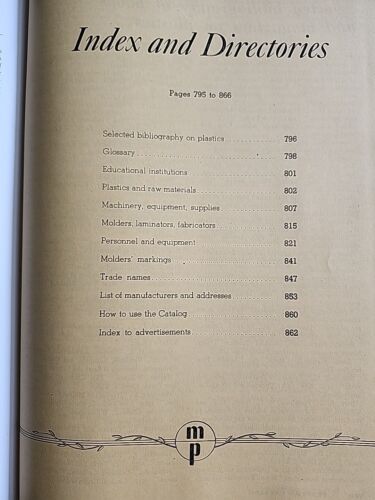 Index and Directories
Pages 795 to 866
Selected bibliography on plastics 796
Glossary 798
Educational institutions 801
Plastics and raw materials 802
Machinery, equipment, supplies 807
Molders, laminators, fabricators 815
Personnel and equipment 821
Molders' markings 841
Trade names 847
List of manufacturers and addresses 853
How to use the Catalog 860
Index to advertisements 862
m
p